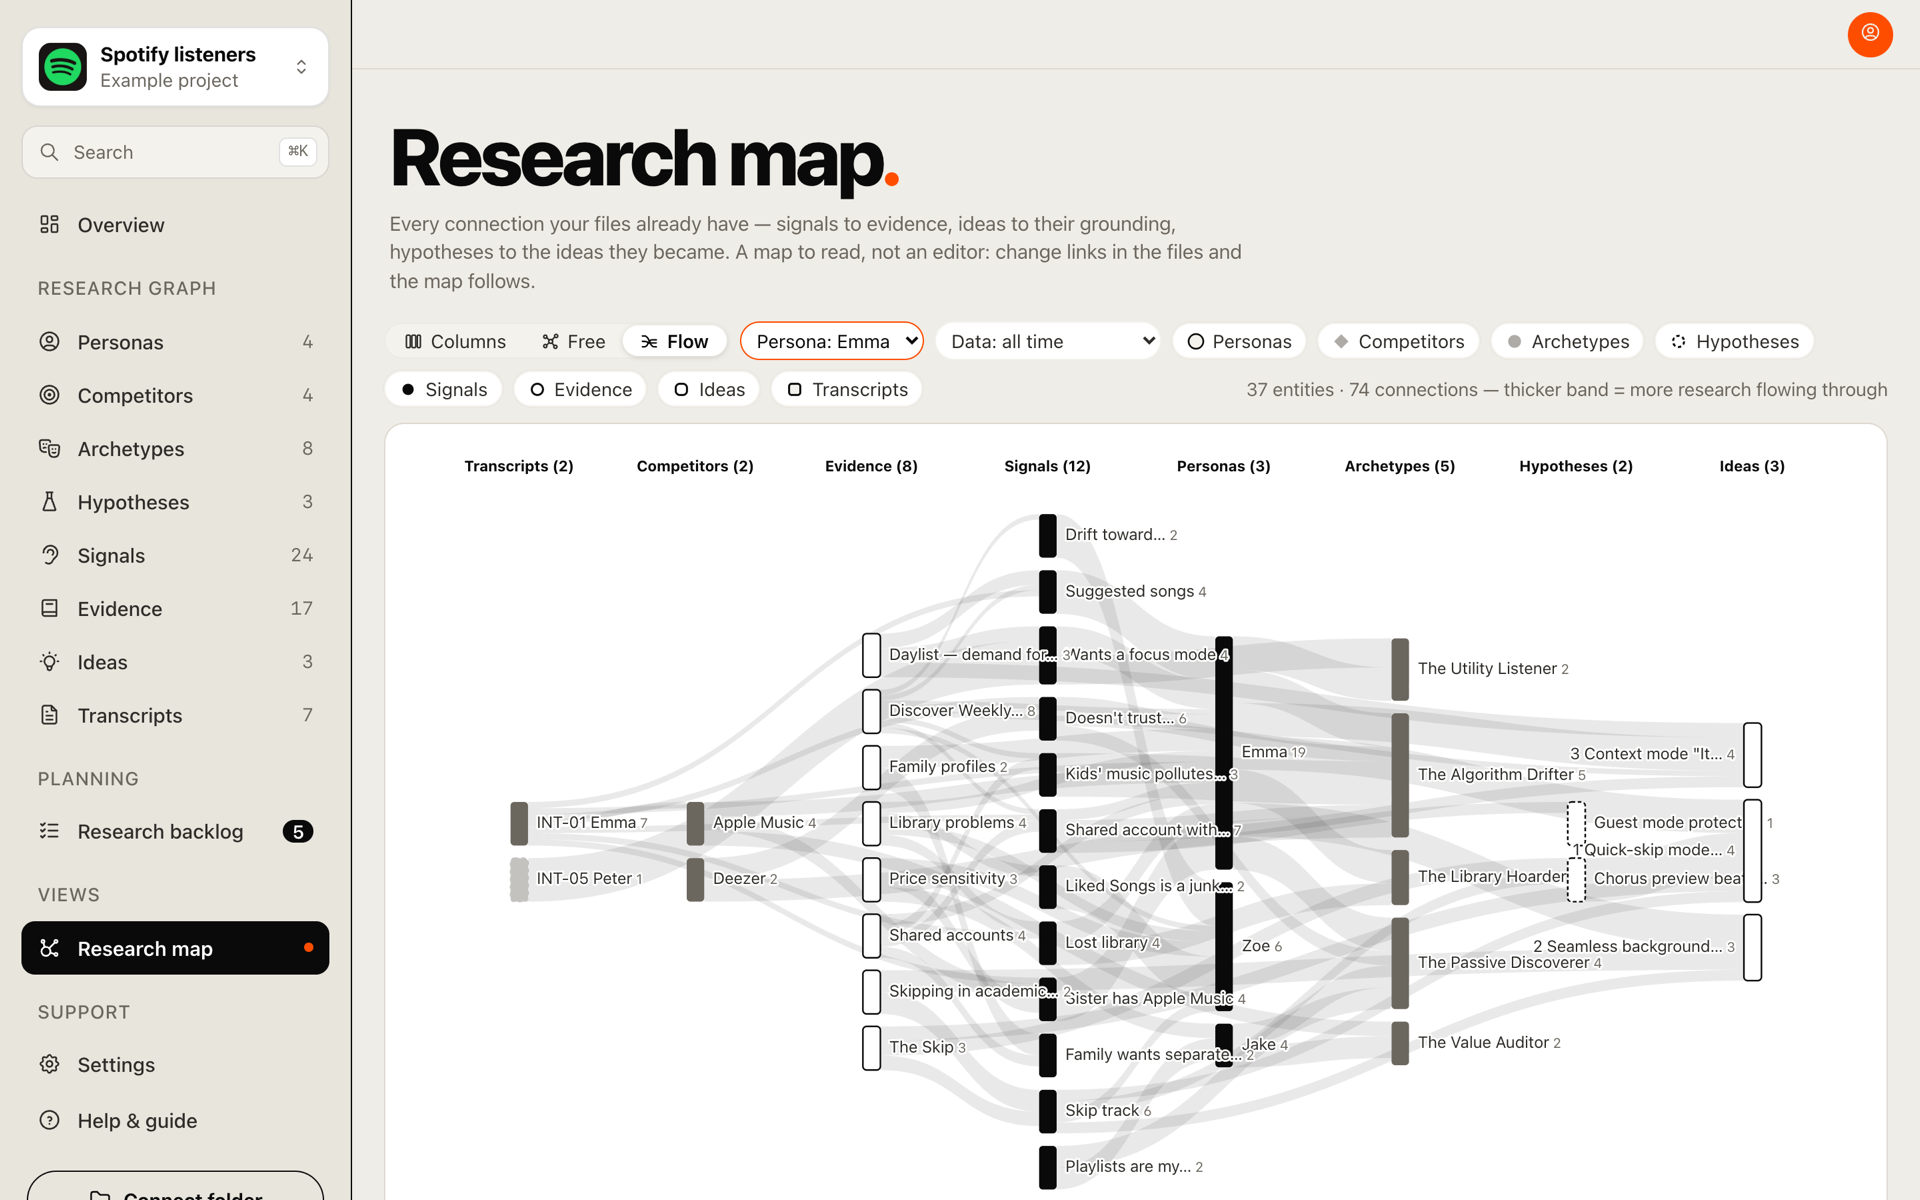 Spotify listeners
Example project
Search
⌘K
Overview
RESEARCH GRAPH
Personas 4
Competitors 4
Archetypes 8
Hypotheses 3
Signals 24
Evidence 17
Ideas 3
Transcripts 7
PLANNING
Research backlog 5
VIEWS
Research map
SUPPORT
Settings
Help & guide
Connect folder
Research map.
Every connection your files already have — signals to evidence, ideas to their grounding,
hypotheses to the ideas they became. A map to read, not an editor: change links in the files and
the map follows.
Columns Free Flow Persona: Emma Data: all time Personas Competitors Archetypes Hypotheses
Signals Evidence Ideas Transcripts 37 entities · 74 connections — thicker band = more research flowing through
Transcripts (2) Competitors (2) Evidence (8) Signals (12) Personas (3) Archetypes (5) Hypotheses (2) Ideas (3)
INT-01 Emma 7
INT-05 Peter 1
Apple Music 4
Deezer 2
Daylist — demand for... 3
Discover Weekly... 8
Family profiles 2
Library problems 4
Price sensitivity 3
Shared accounts 4
Skipping in academic... 2
The Skip 3
Drift toward... 2
Suggested songs 4
Wants a focus mode 4
Doesn't trust... 6
Kids' music pollutes... 3
Shared account with... 7
Liked Songs is a junk... 2
Lost library 4
Sister has Apple Music 4
Family wants separate... 2
Skip track 6
Playlists are my... 2
Emma 19
Zoe 6
Jake 4
The Utility Listener 2
The Algorithm Drifter 5
The Library Hoarder
The Passive Discoverer 4
The Value Auditor 2
Guest mode protect 1
Chorus preview beat... 3
3 Context mode "It... 4
1 Quick-skip mode... 4
2 Seamless background... 3